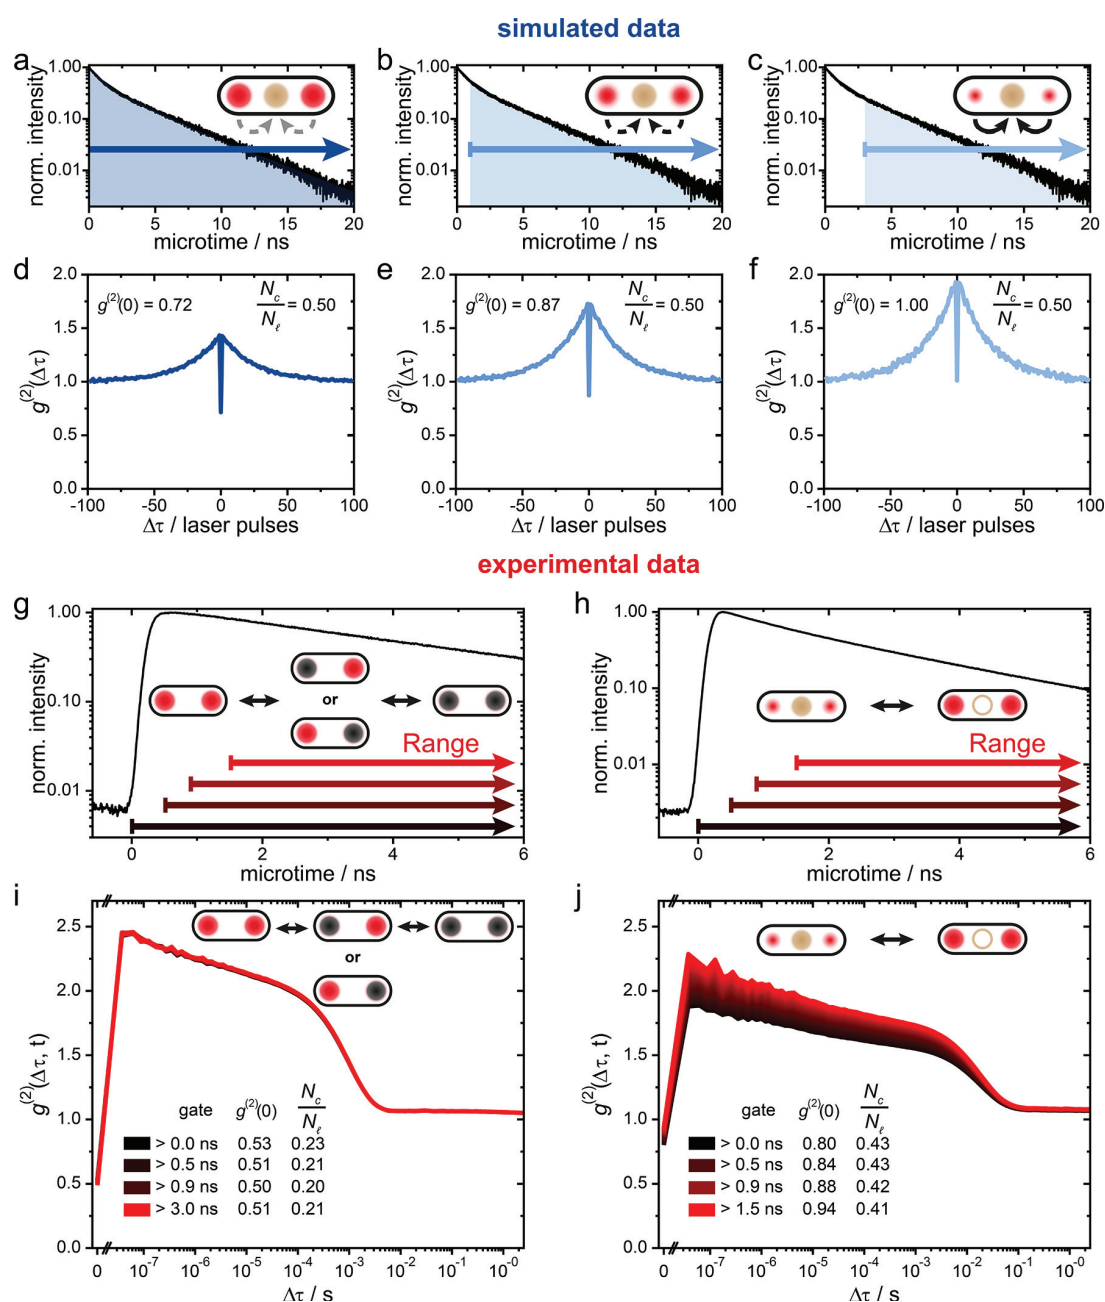 simulated data
a
norm. intensity
1.00
0.10
0.01
0 5 10 15 20
microtime / ns
b
norm. intensity
1.00
0.10
0.01
0 5 10 15 20
microtime / ns
c
norm. intensity
1.00
0.10
0.01
0 5 10 15 20
microtime / ns
d
g(2)(Δτ)
2.0
1.5
1.0
0.5
0.0
g(2)(0) = 0.72
Nc/Nℓ = 0.50
-100 -50 0 50 100
Δτ / laser pulses
e
g(2)(Δτ)
2.0
1.5
1.0
0.5
0.0
g(2)(0) = 0.87
Nc/Nℓ = 0.50
-100 -50 0 50 100
Δτ / laser pulses
f
g(2)(Δτ)
2.0
1.5
1.0
0.5
0.0
g(2)(0) = 1.00
Nc/Nℓ = 0.50
-100 -50 0 50 100
Δτ / laser pulses
experimental data
g
norm. intensity
1.00
0.10
0.01
or
Range
0 2 4 6
microtime / ns
h
norm. intensity
1.00
0.10
0.01
Range
0 2 4 6
microtime / ns
i
g(2)(Δτ, t)
2.5
2.0
1.5
1.0
0.5
0.0
or
gate g(2)(0) Nc/Nℓ
> 0.0 ns 0.53 0.23
> 0.5 ns 0.51 0.21
> 0.9 ns 0.50 0.20
> 3.0 ns 0.51 0.21
0 10-7 10-6 10-5 10-4 10-3 10-2 10-1 10-0
Δτ / s
j
g(2)(Δτ, t)
2.5
2.0
1.5
1.0
0.5
0.0
gate g(2)(0) Nc/Nℓ
> 0.0 ns 0.80 0.43
> 0.5 ns 0.84 0.43
> 0.9 ns 0.88 0.42
> 1.5 ns 0.94 0.41
0 10-7 10-6 10-5 10-4 10-3 10-2 10-1 10-0
Δτ / s